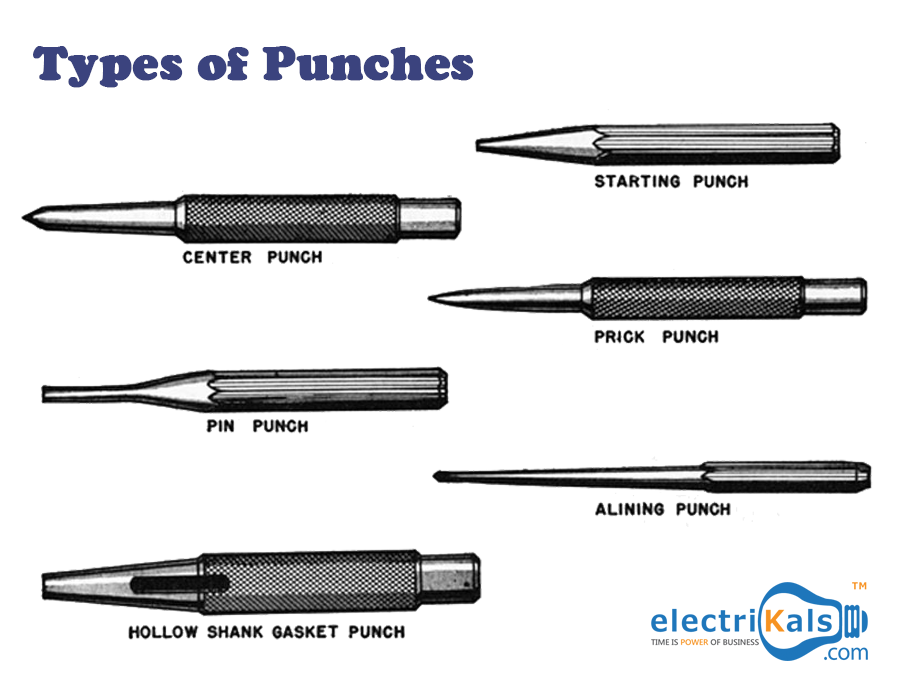 Types of Punches
STARTING PUNCH
CENTER PUNCH
PRICK PUNCH
PIN PUNCH
ALINING PUNCH
HOLLOW SHANK GASKET PUNCH
TM
electriKals
TIME IS POWER OF BUSINESS
.com